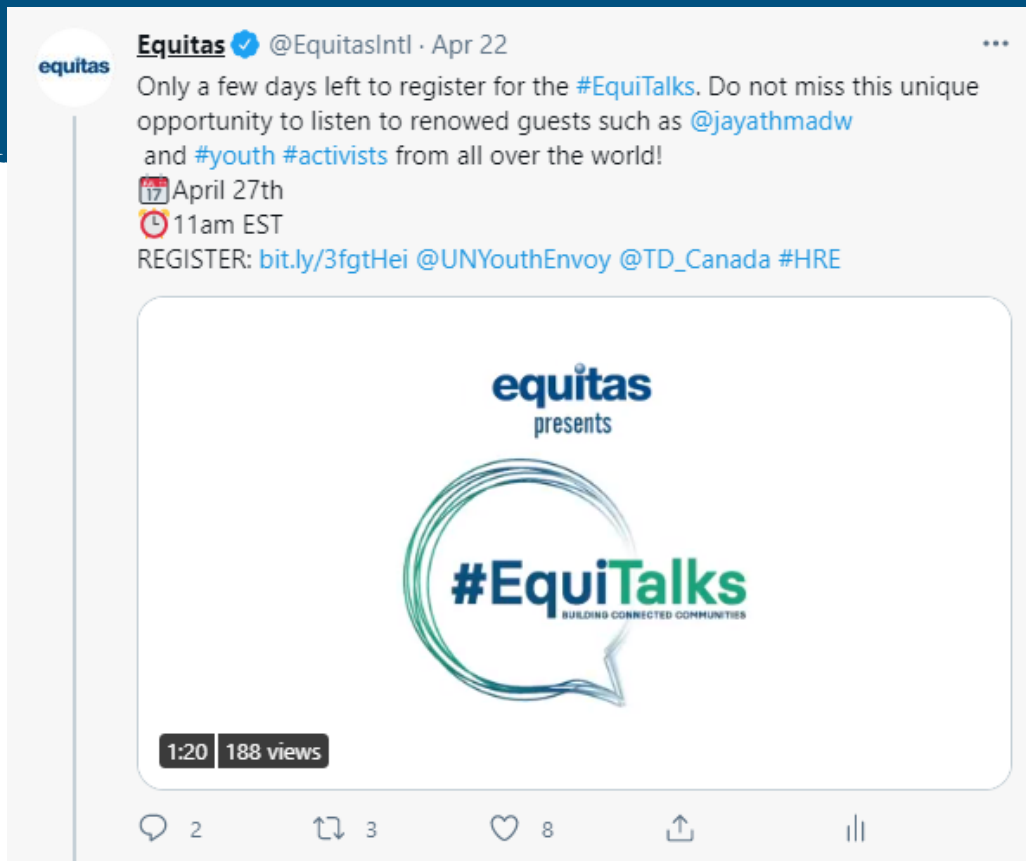 equitas
Equitas @EquitasIntl · Apr 22
Only a few days left to register for the #EquiTalks. Do not miss this unique
opportunity to listen to renowed guests such as @jayathmadw
and #youth #activists from all over the world!
17 April 27th
11am EST
REGISTER: bit.ly/3fgtHei @UNYouthEnvoy @TD_Canada #HRE
equitas
presents
#EquiTalks
BUILDING CONNECTED COMMUNITIES
1:20 188 views
2 3 8